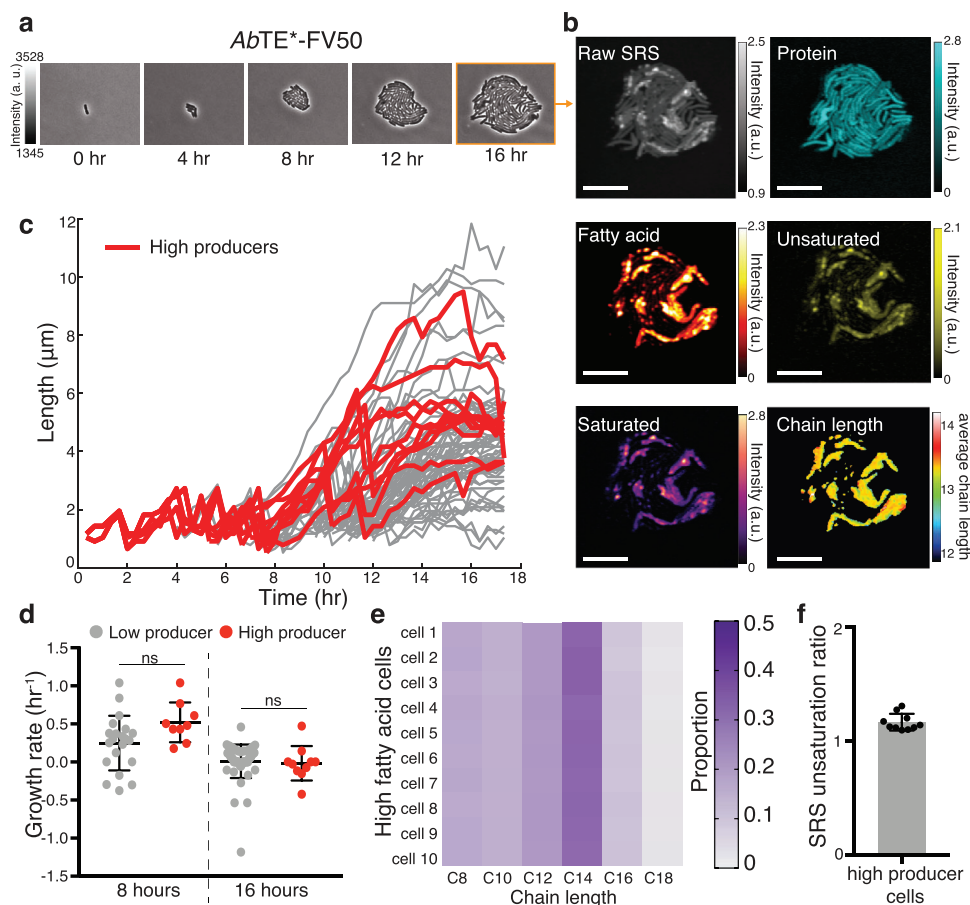 a
AbTE*-FV50
3528
Intensity (a. u.)
1345
0 hr
4 hr
8 hr
12 hr
16 hr
b
Raw SRS
2.5
Intensity (a.u.)
0.9
Protein
2.8
Intensity (a.u.)
0
Fatty acid
2.3
Intensity (a.u.)
0
Unsaturated
2.1
Intensity (a.u.)
0
Saturated
2.8
Intensity (a.u.)
0
Chain length
14
13
12
average chain length
c
High producers
Length (µm)
12
10
8
6
4
2
0
0 2 4 6 8 10 12 14 16 18
Time (hr)
d
Low producer
High producer
Growth rate (hr-1)
1.5
1.0
0.5
0.0
-0.5
-1.0
-1.5
ns
ns
8 hours
16 hours
e
High fatty acid cells
cell 1
cell 2
cell 3
cell 4
cell 5
cell 6
cell 7
cell 8
cell 9
cell 10
C8 C10 C12 C14 C16 C18
Chain length
Proportion
0.5
0.4
0.3
0.2
0.1
0
f
SRS unsaturation ratio
2
1
0
high producer
cells